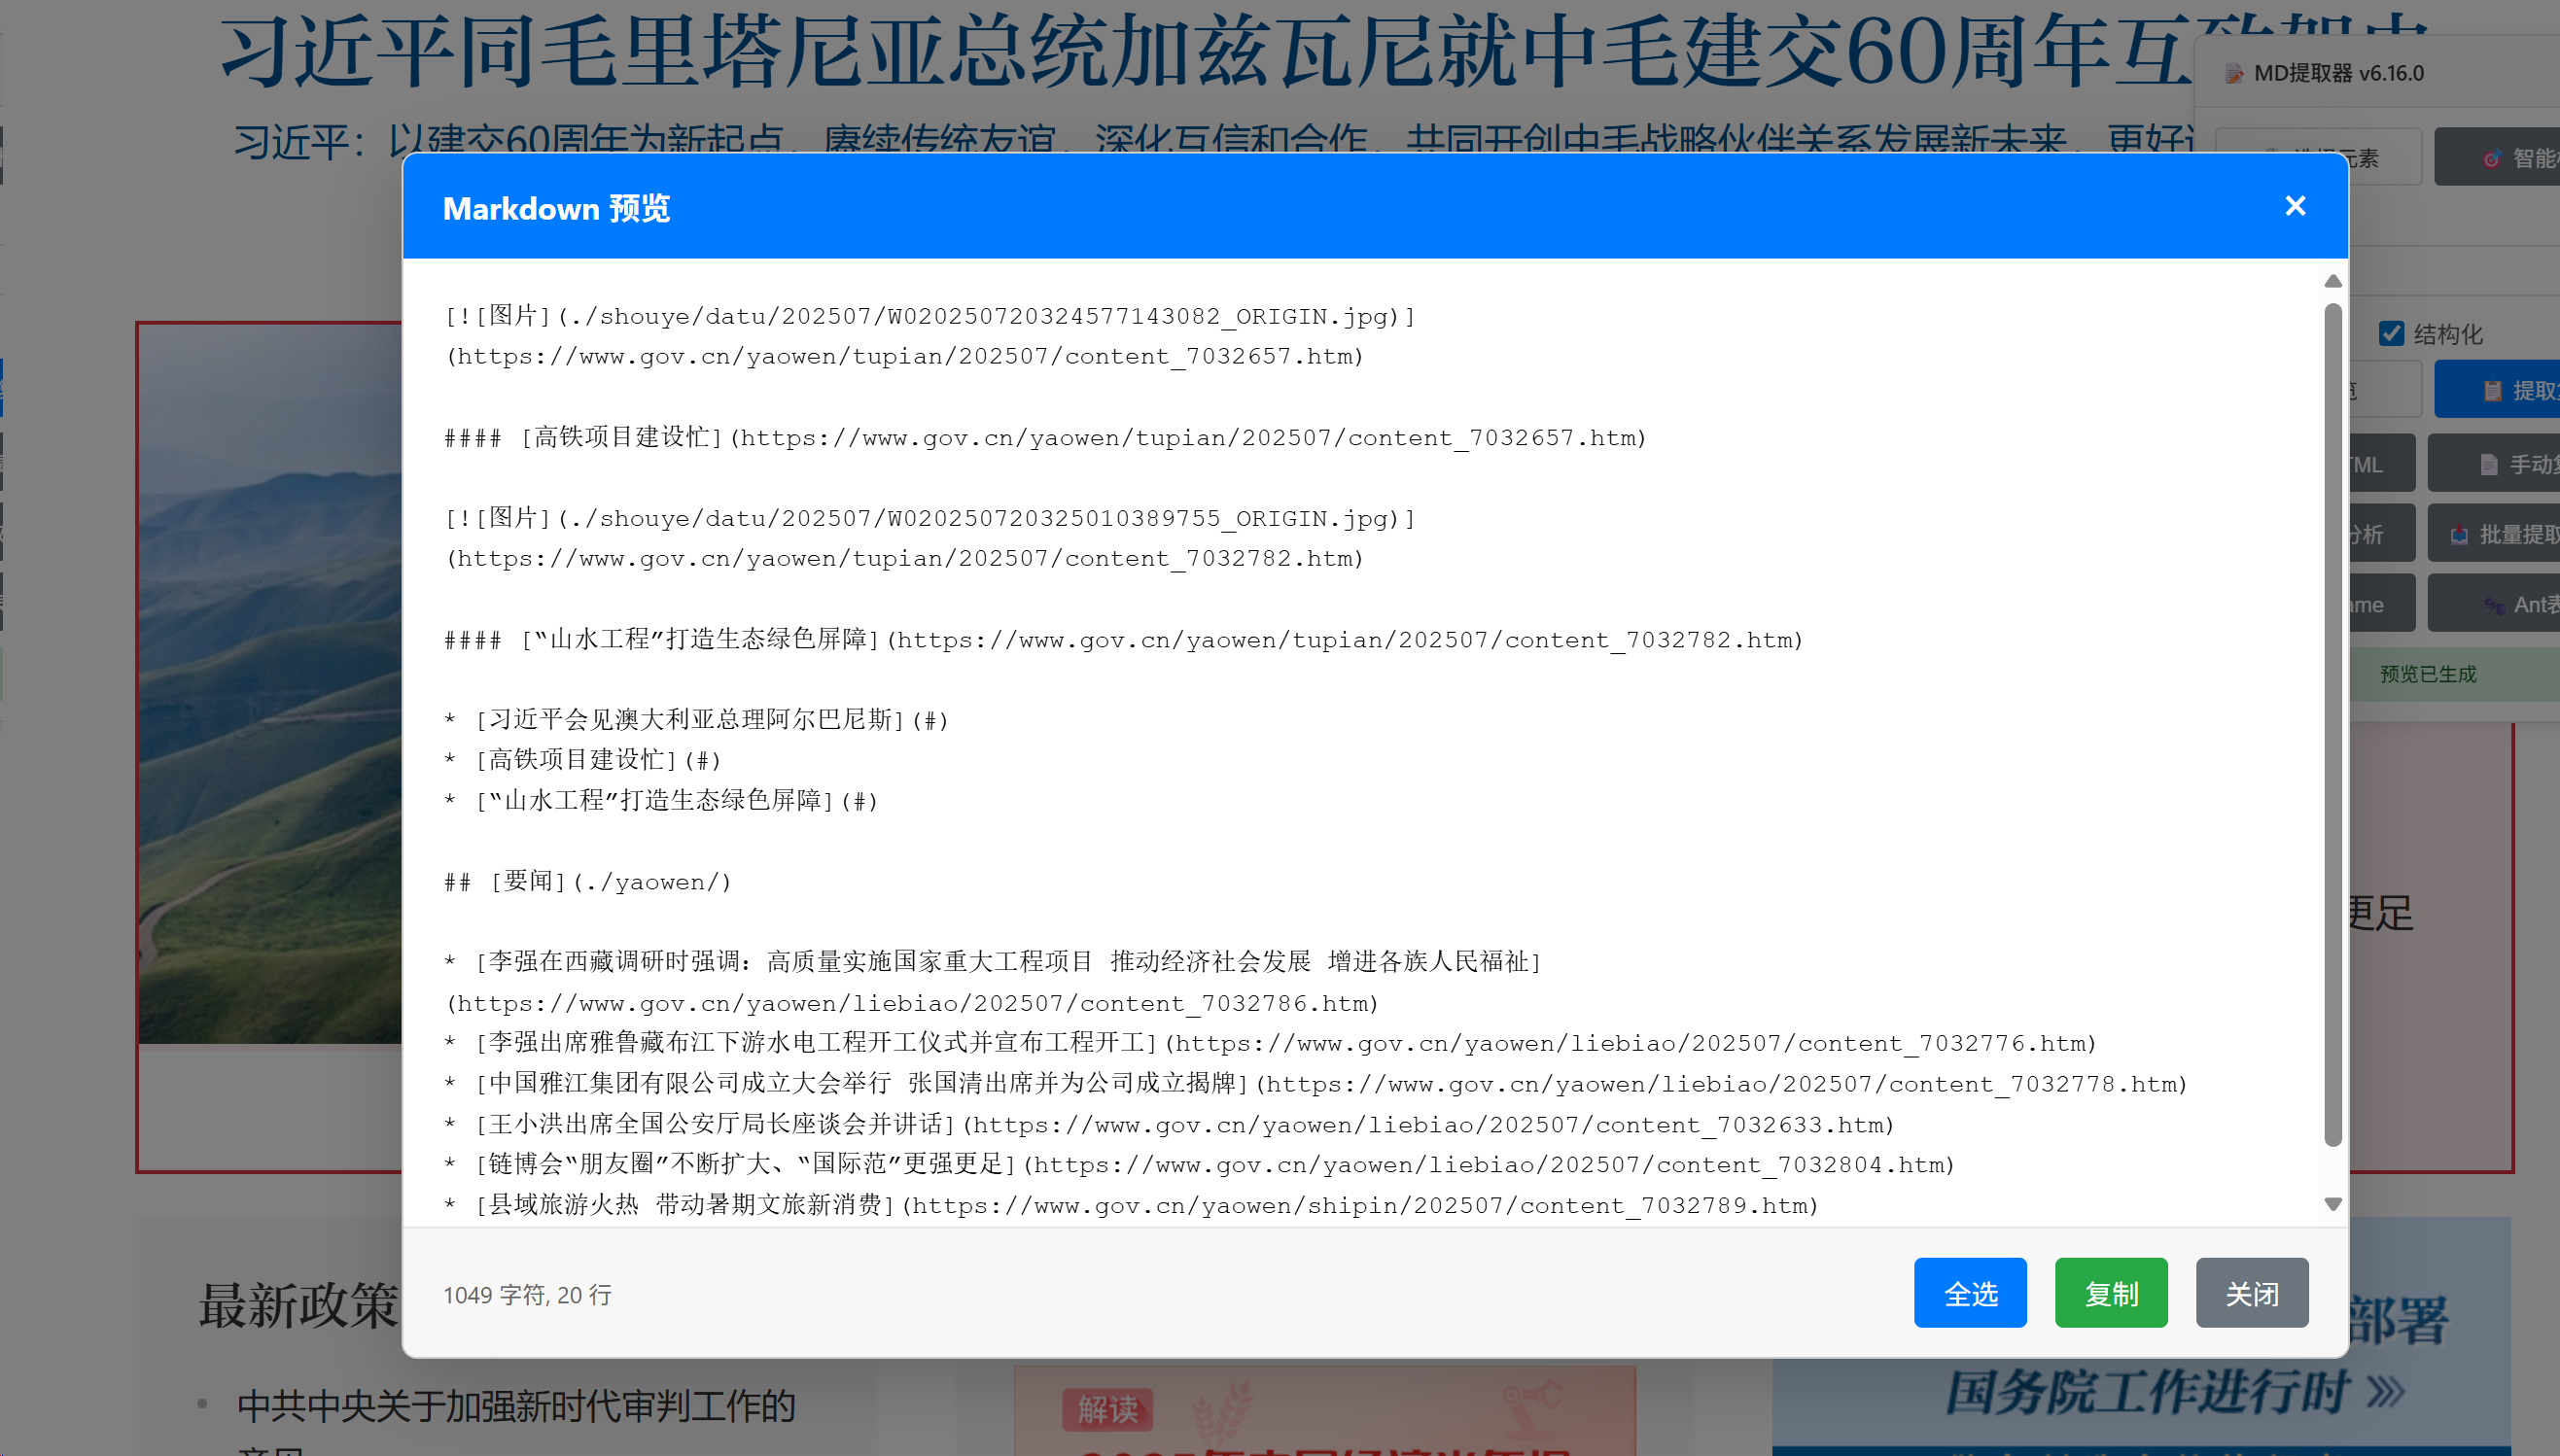 习近平同毛里塔尼亚总统加兹瓦尼就中毛建交60周年互致贺电
习近平：以建交60周年为新起点，赓续传统友谊，深化互信和合作，共同开创中毛战略伙伴关系发展新未来，更好
MD提取器 v6.16.0
选择元素
智能
Markdown 预览
×
[![图片](./shouye/datu/202507/W020250720324577143082_ORIGIN.jpg)]
(https://www.gov.cn/yaowen/tupian/202507/content_7032657.htm)
#### [高铁项目建设忙](https://www.gov.cn/yaowen/tupian/202507/content_7032657.htm)
[![图片](./shouye/datu/202507/W020250720325010389755_ORIGIN.jpg)]
(https://www.gov.cn/yaowen/tupian/202507/content_7032782.htm)
#### [“山水工程”打造生态绿色屏障](https://www.gov.cn/yaowen/tupian/202507/content_7032782.htm)
* [习近平会见澳大利亚总理阿尔巴尼斯](#)
* [高铁项目建设忙](#)
* [“山水工程”打造生态绿色屏障](#)
## [要闻](./yaowen/)
* [李强在西藏调研时强调：高质量实施国家重大工程项目 推动经济社会发展 增进各族人民福祉]
(https://www.gov.cn/yaowen/liebiao/202507/content_7032786.htm)
* [李强出席雅鲁藏布江下游水电工程开工仪式并宣布工程开工](https://www.gov.cn/yaowen/liebiao/202507/content_7032776.htm)
* [中国雅江集团有限公司成立大会举行 张国清出席并为公司成立揭牌](https://www.gov.cn/yaowen/liebiao/202507/content_7032778.htm)
* [王小洪出席全国公安厅局长座谈会并讲话](https://www.gov.cn/yaowen/liebiao/202507/content_7032633.htm)
* [链博会“朋友圈”不断扩大、“国际范”更强更足](https://www.gov.cn/yaowen/liebiao/202507/content_7032804.htm)
* [县域旅游火热 带动暑期文旅新消费](https://www.gov.cn/yaowen/shipin/202507/content_7032789.htm)
1049 字符, 20 行
全选
复制
关闭
结构化
提取
TML
手动
分析
批量提取
ame
Ant表
预览已生成
更足
最新政策
中共中央关于加强新时代审判工作的
解读
部署
国务院工作进行时